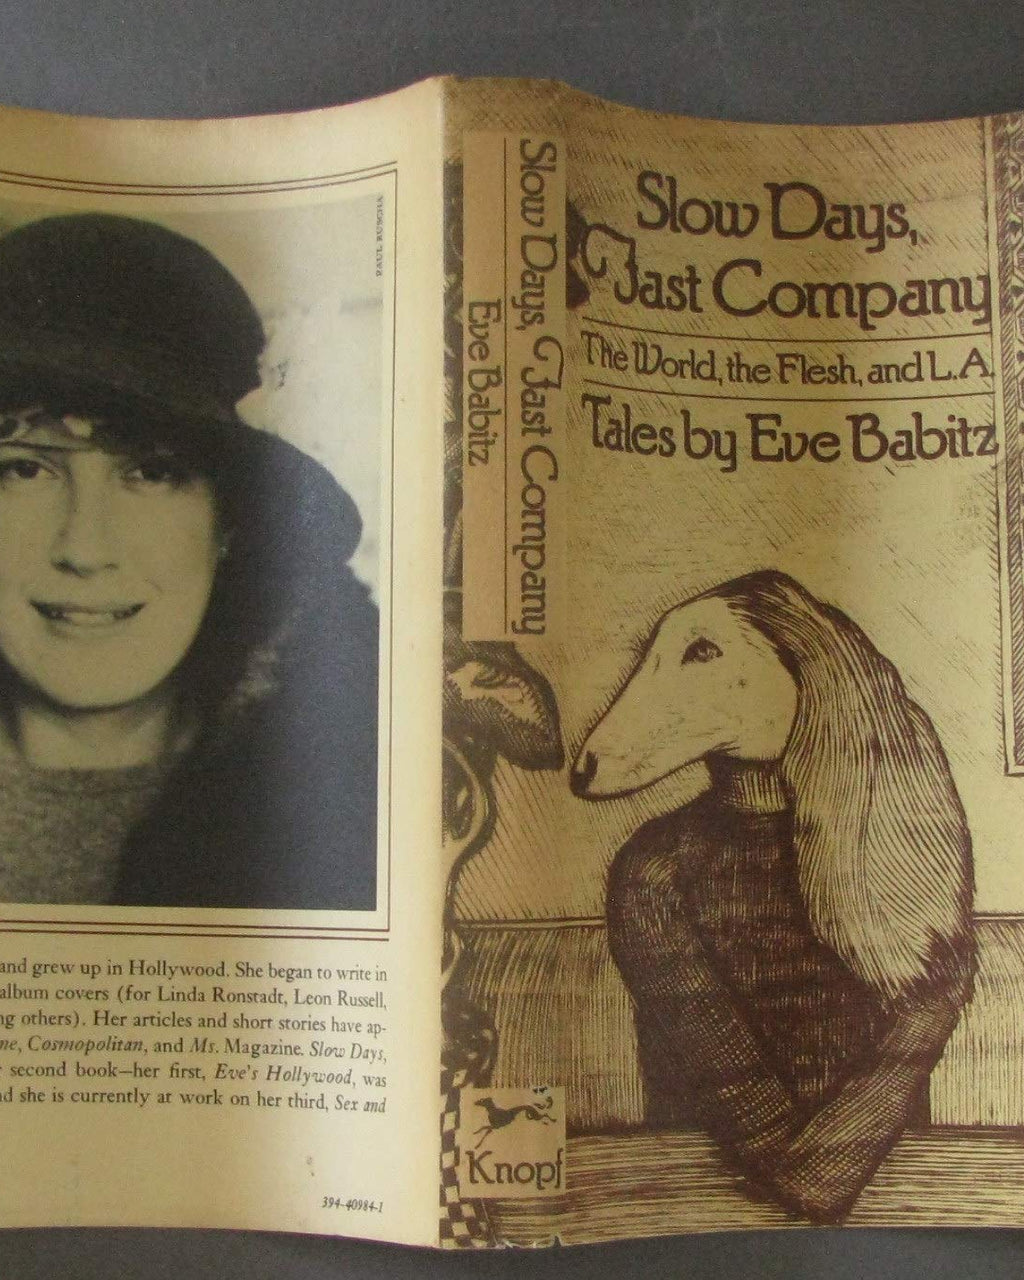 PAUL RUSCHA
and grew up in Hollywood. She began to write in
album covers (for Linda Ronstadt, Leon Russell,
ng others). Her articles and short stories have ap-
ne, Cosmopolitan, and Ms. Magazine. Slow Days,
second book—her first, Eve's Hollywood, was
nd she is currently at work on her third, Sex and
394-40984-1
Slow Days, Fast Company
Eve Babitz
Knopf
Slow Days,
Fast Company
The World, the Flesh, and L.A.
Tales by Eve Babitz